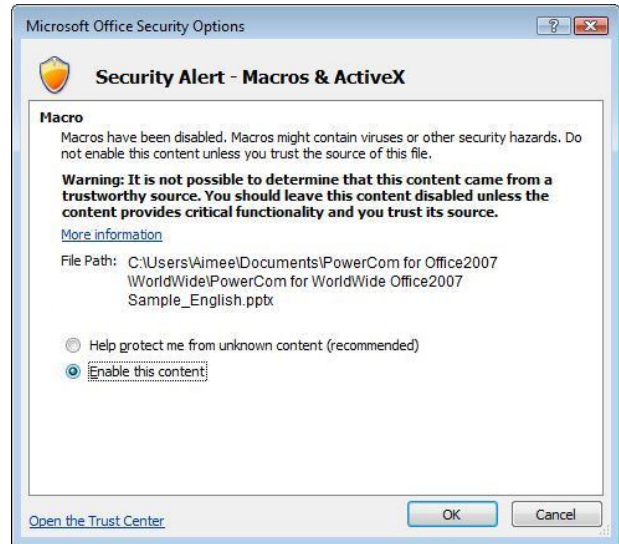 Microsoft Office Security Options
Security Alert - Macros & ActiveX
Macro
Macros have been disabled. Macros might contain viruses or other security hazards. Do
not enable this content unless you trust the source of this file.
Warning: It is not possible to determine that this content came from a
trustworthy source. You should leave this content disabled unless the
content provides critical functionality and you trust its source.
More information
File Path: C:\Users\Aimee\Documents\PowerCom for Office2007
\WorldWide\PowerCom for WorldWide Office2007
Sample_English.pptx
Help protect me from unknown content (recommended)
Enable this content
Open the Trust Center
OK
Cancel